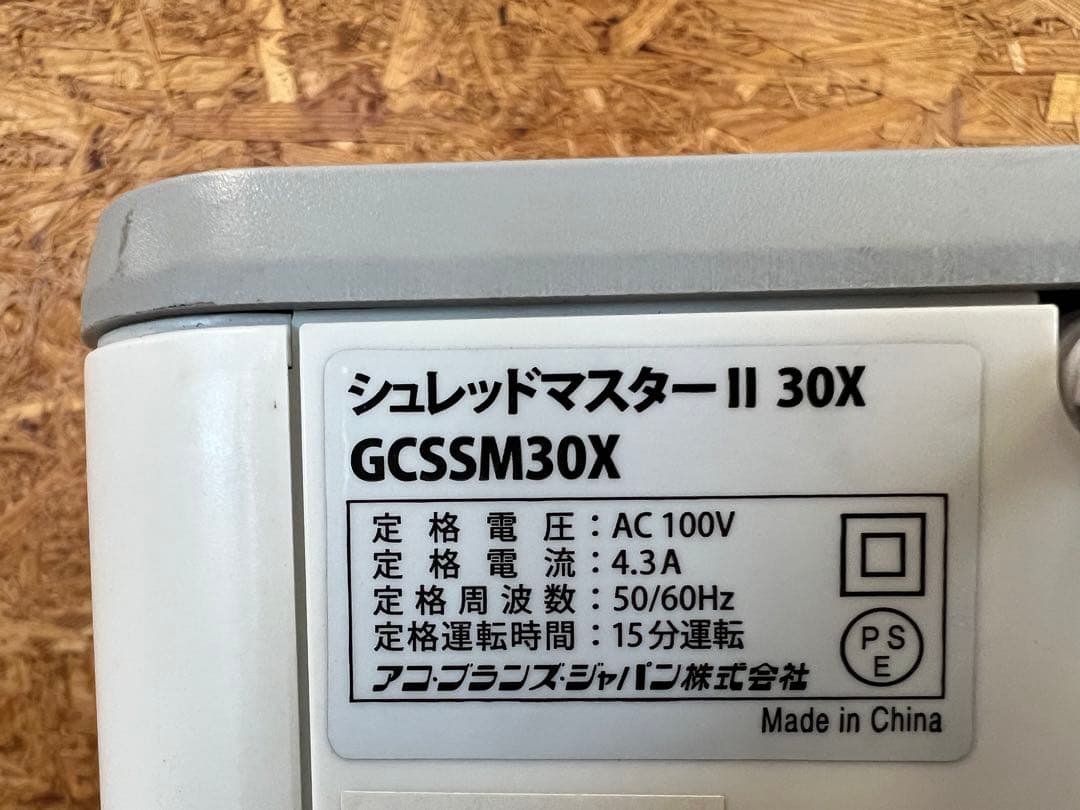 シュレッドマスターⅡ 30X
GCSSM30X
定格電圧：AC 100V
定格電流：4.3 A
定格周波数：50/60Hz
定格運転時間：15分運転
アコ・ブランズ・ジャパン株式会社
PSE
Made in China